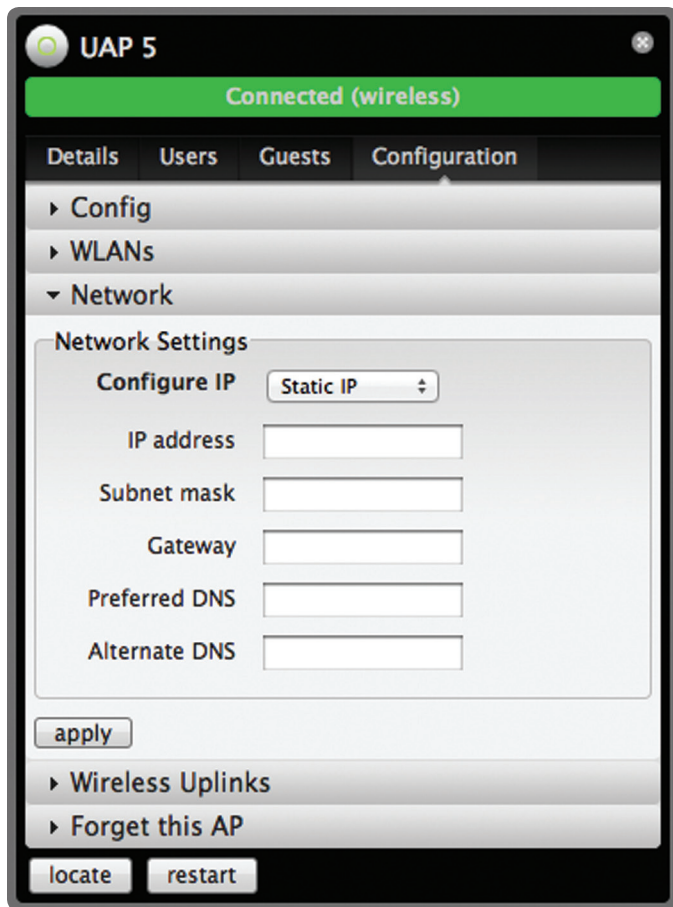 UAP 5
Connected (wireless)
Details Users Guests Configuration
Config
WLANs
Network
Network Settings
Configure IP Static IP
IP address
Subnet mask
Gateway
Preferred DNS
Alternate DNS
apply
Wireless Uplinks
Forget this AP
locate restart